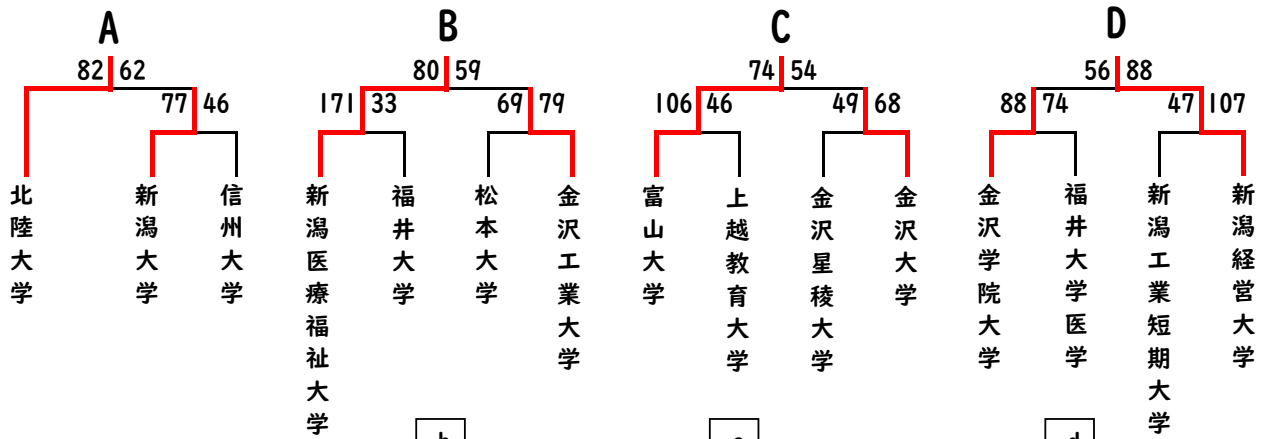 A
B
C
D
82 62
80 59
74 54
56 88
77 46
171 33
69 79
106 46
49 68
88 74
47 107
北陸大学
新潟大学
信州大学
新潟医療福祉大学
福井大学
松本大学
金沢工業大学
富山大学
上越教育大学
金沢星稜大学
金沢大学
金沢学院大学
福井大学医学
新潟工業短期大学
新潟経営大学
b
d